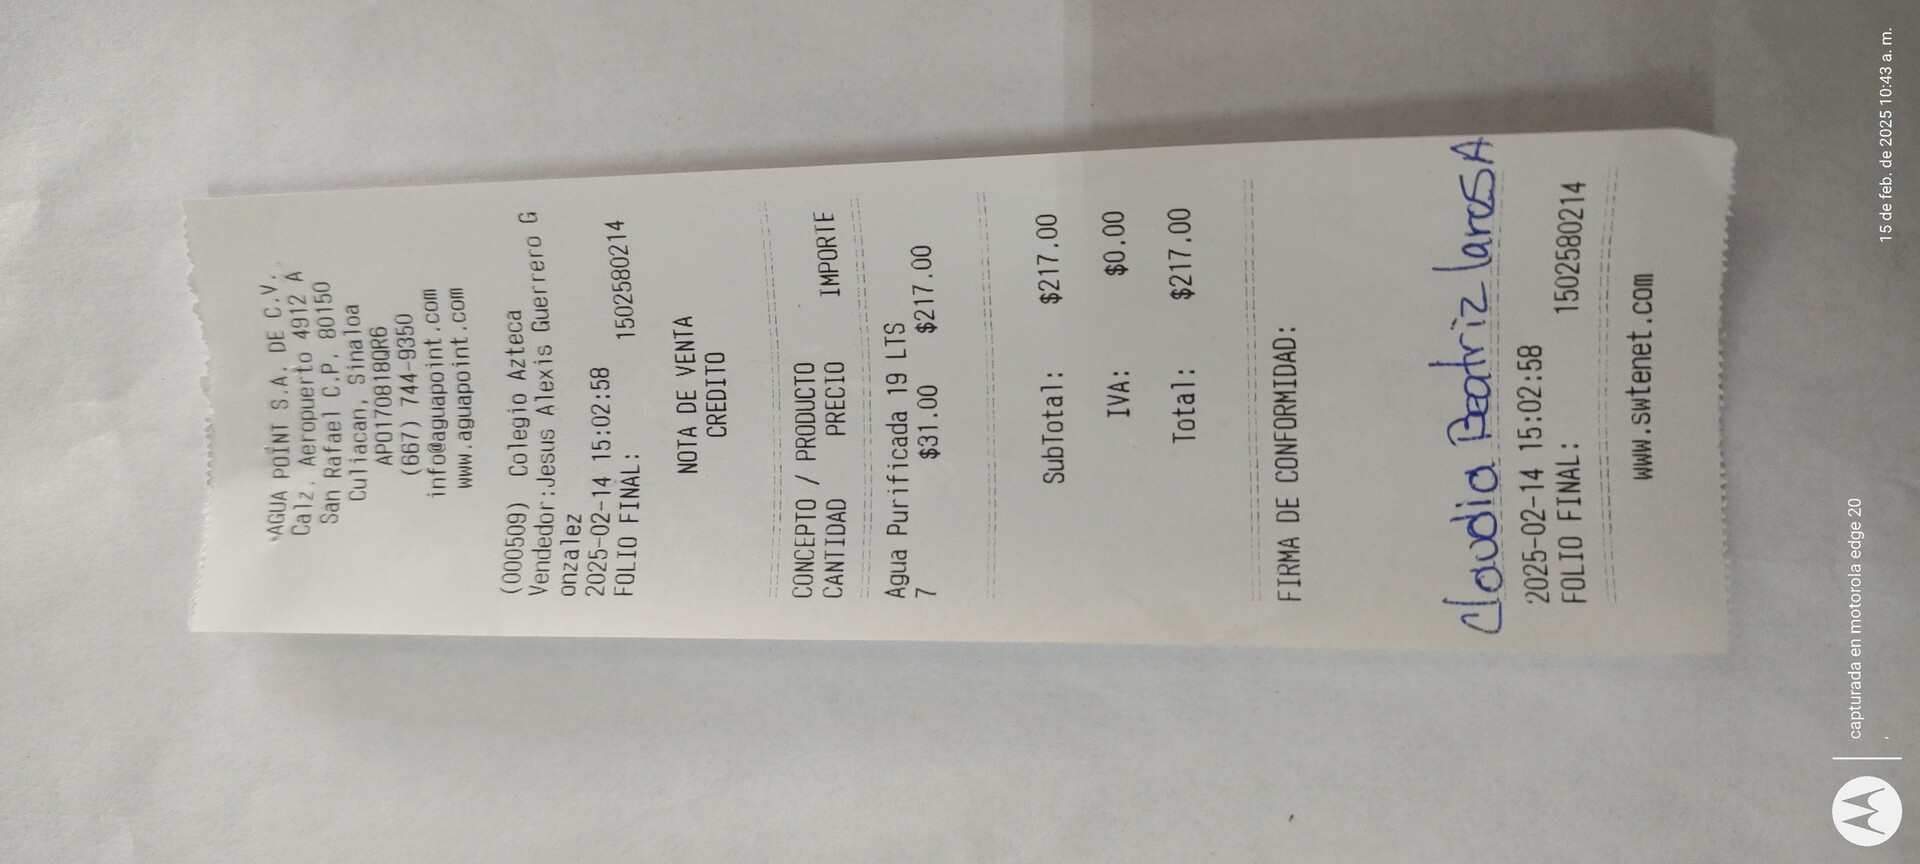 AGUA POINT S.A. DE C.V.
Calz. Aeropuerto 4912 A
San Rafael C.P. 80150
Culiacan, Sinaloa
APO170818QR6
(667) 744-9350
info@aguapoint.com
www.aguapoint.com
(000509) Colegio Azteca
Vendedor:Jesus Alexis Guerrero G
onzalez
2025-02-14 15:02:58
FOLIO FINAL: 1502580214
NOTA DE VENTA
CREDITO
CONCEPTO / PRODUCTO
CANTIDAD PRECIO IMPORTE
Agua Purificada 19 LTS
7 $31.00 $217.00
SubTotal: $217.00
IVA: $0.00
Total: $217.00
FIRMA DE CONFORMIDAD:
Claudia Beatriz larosA
2025-02-14 15:02:58
FOLIO FINAL: 1502580214
www.swtenet.com
capturada en motorola edge 20
, 15 de feb. de 2025 10:43 a. m.